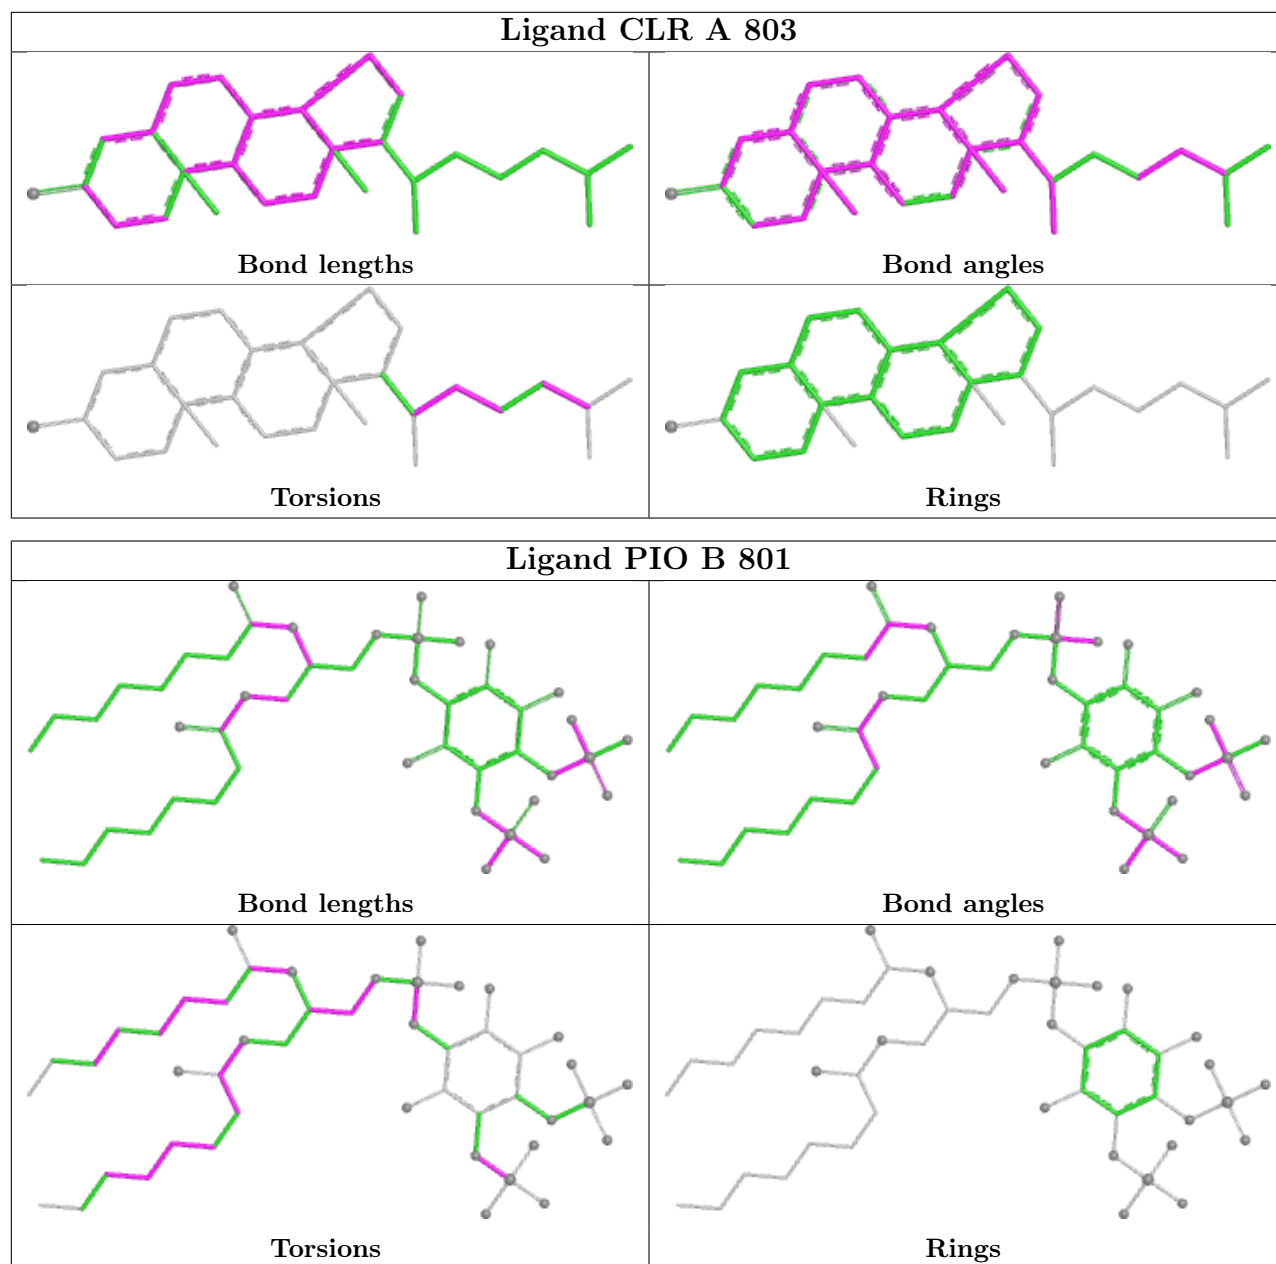 Ligand CLR A 803
Bond lengths
Bond angles
Torsions
Rings
Ligand PIO B 801
Bond lengths
Bond angles
Torsions
Rings